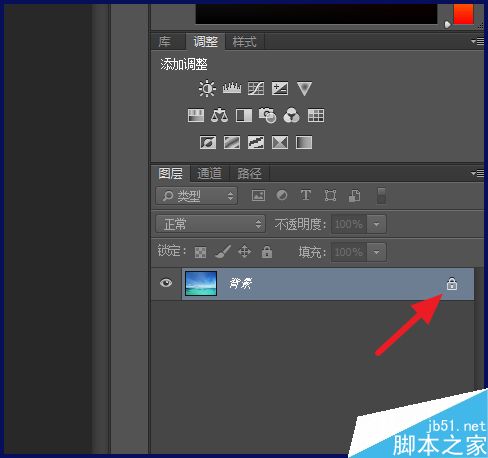 库 调整 样式
添加调整
图层 通道 路径
类型
正常 不透明度: 100%
锁定: 填充: 100%
背景
jb51.net
脚本之家